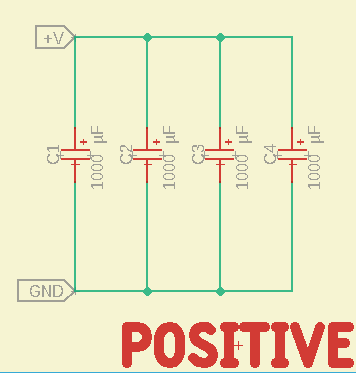 +V
C1
1000 µF
C2
1000 µF
C3
1000 µF
C4
1000 µF
GND
POSITIVE